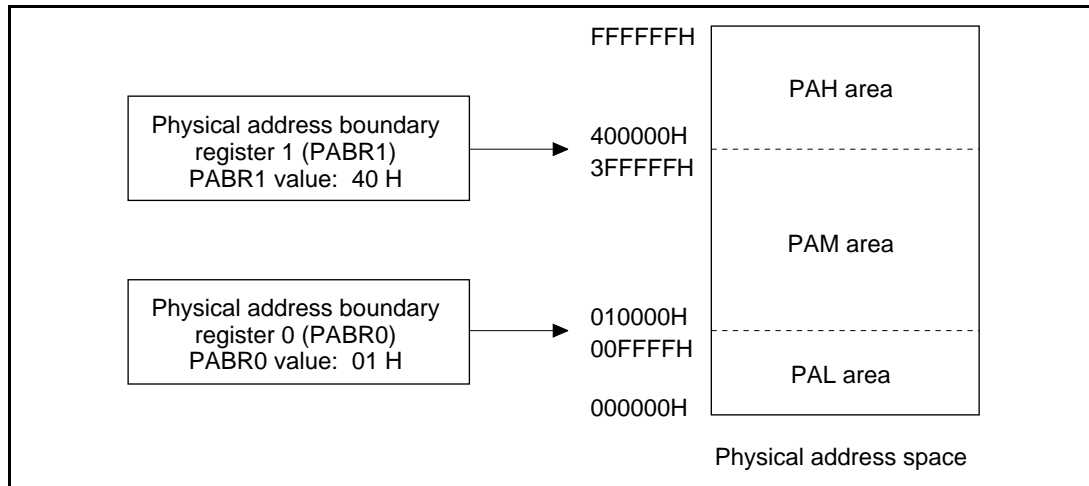 FFFFFFH
PAH area
Physical address boundary
register 1 (PABR1)
PABR1 value:  40 H
400000H
3FFFFFH
PAM area
Physical address boundary
register 0 (PABR0)
PABR0 value:  01 H
010000H
00FFFFH
PAL area
000000H
Physical address space